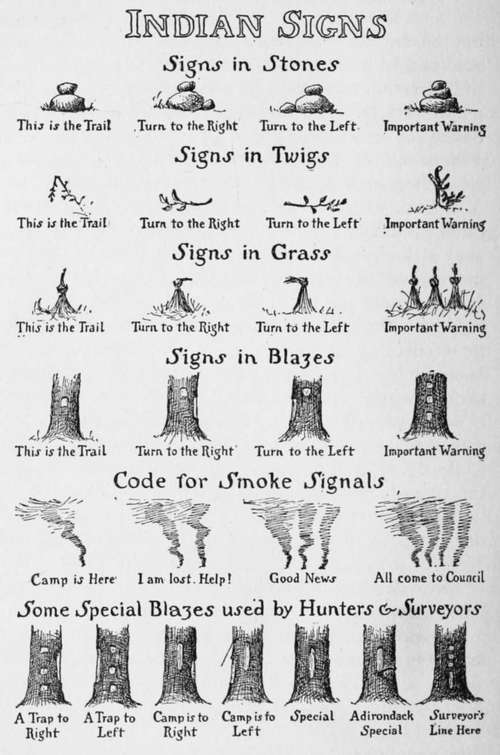 INDIAN SIGNS
Signs in Stones
This is the Trail Turn to the Right Turn to the Left Important Warning
Signs in Twigs
This is the Trail Turn to the Right Turn to the Left Important Warning
Signs in Grass
This is the Trail Turn to the Right Turn to the Left Important Warning
Signs in Blazes
This is the Trail Turn to the Right Turn to the Left Important Warning
Code for Smoke Signals
Camp is Here I am lost. Help! Good News All come to Council
Some Special Blazes used by Hunters & Surveyors
A Trap to Right A Trap to Left Camp is to Right Camp is to Left Special Adirondack Special Surveyor's Line Here